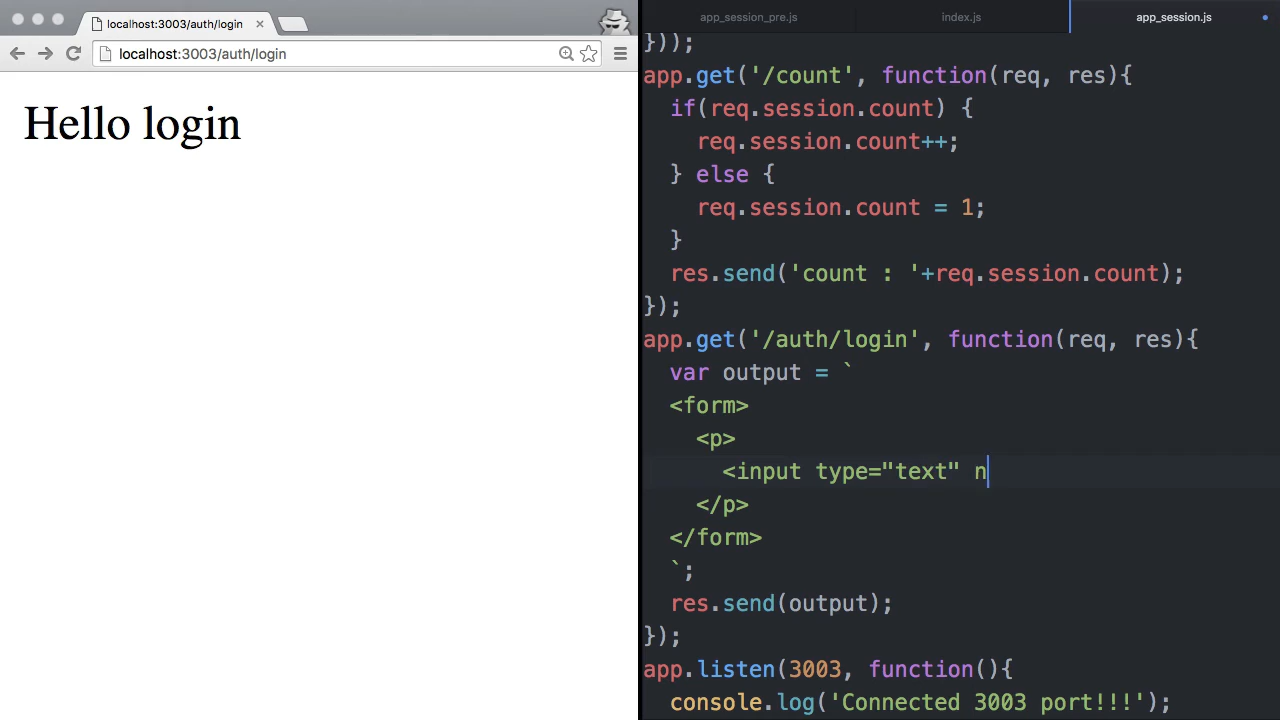 localhost:3003/auth/login
localhost:3003/auth/login
Hello login
app_session_pre.js
index.js
app_session.js
}));
app.get('/count', function(req, res){
  if(req.session.count) {
    req.session.count++;
  } else {
    req.session.count = 1;
  }
  res.send('count : '+req.session.count);
});
app.get('/auth/login', function(req, res){
  var output = `
  <form>
    <p>
      <input type="text" n
    </p>
  </form>
  `;
  res.send(output);
});
app.listen(3003, function(){
  console.log('Connected 3003 port!!!');